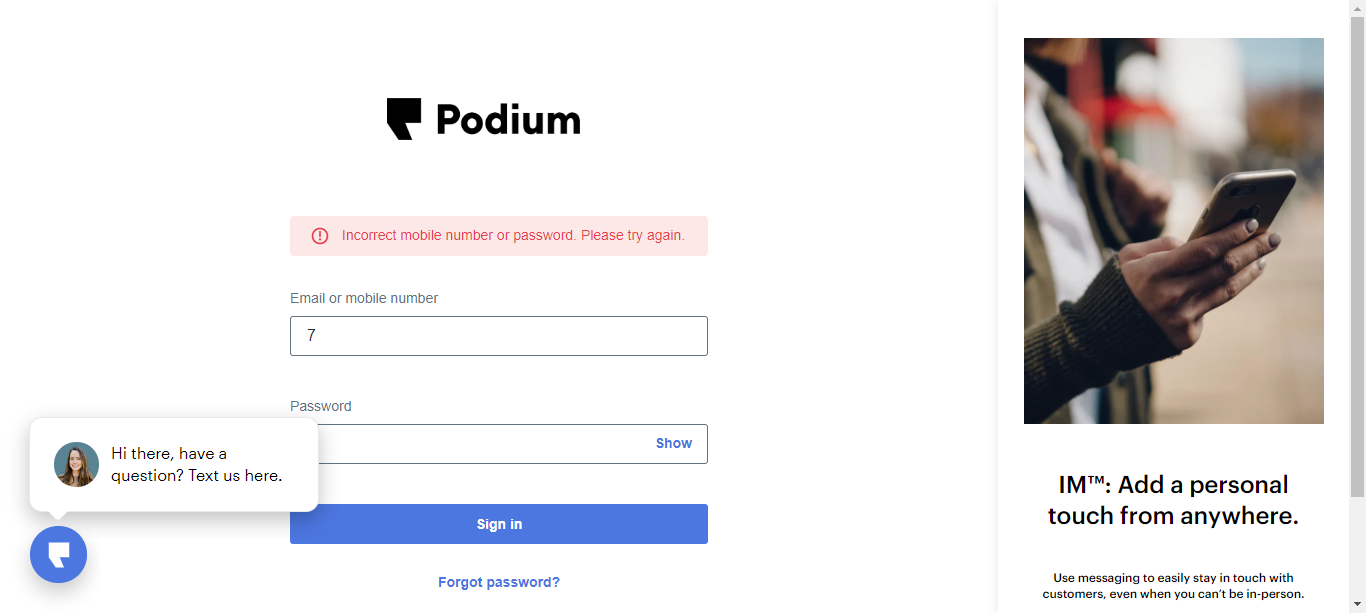 Podium
Incorrect mobile number or password. Please try again.
Email or mobile number
7
Password
Show
Hi there, have a
question? Text us here.
Sign in
Forgot password?
IM™: Add a personal
touch from anywhere.
Use messaging to easily stay in touch with
customers, even when you can't be in-person.